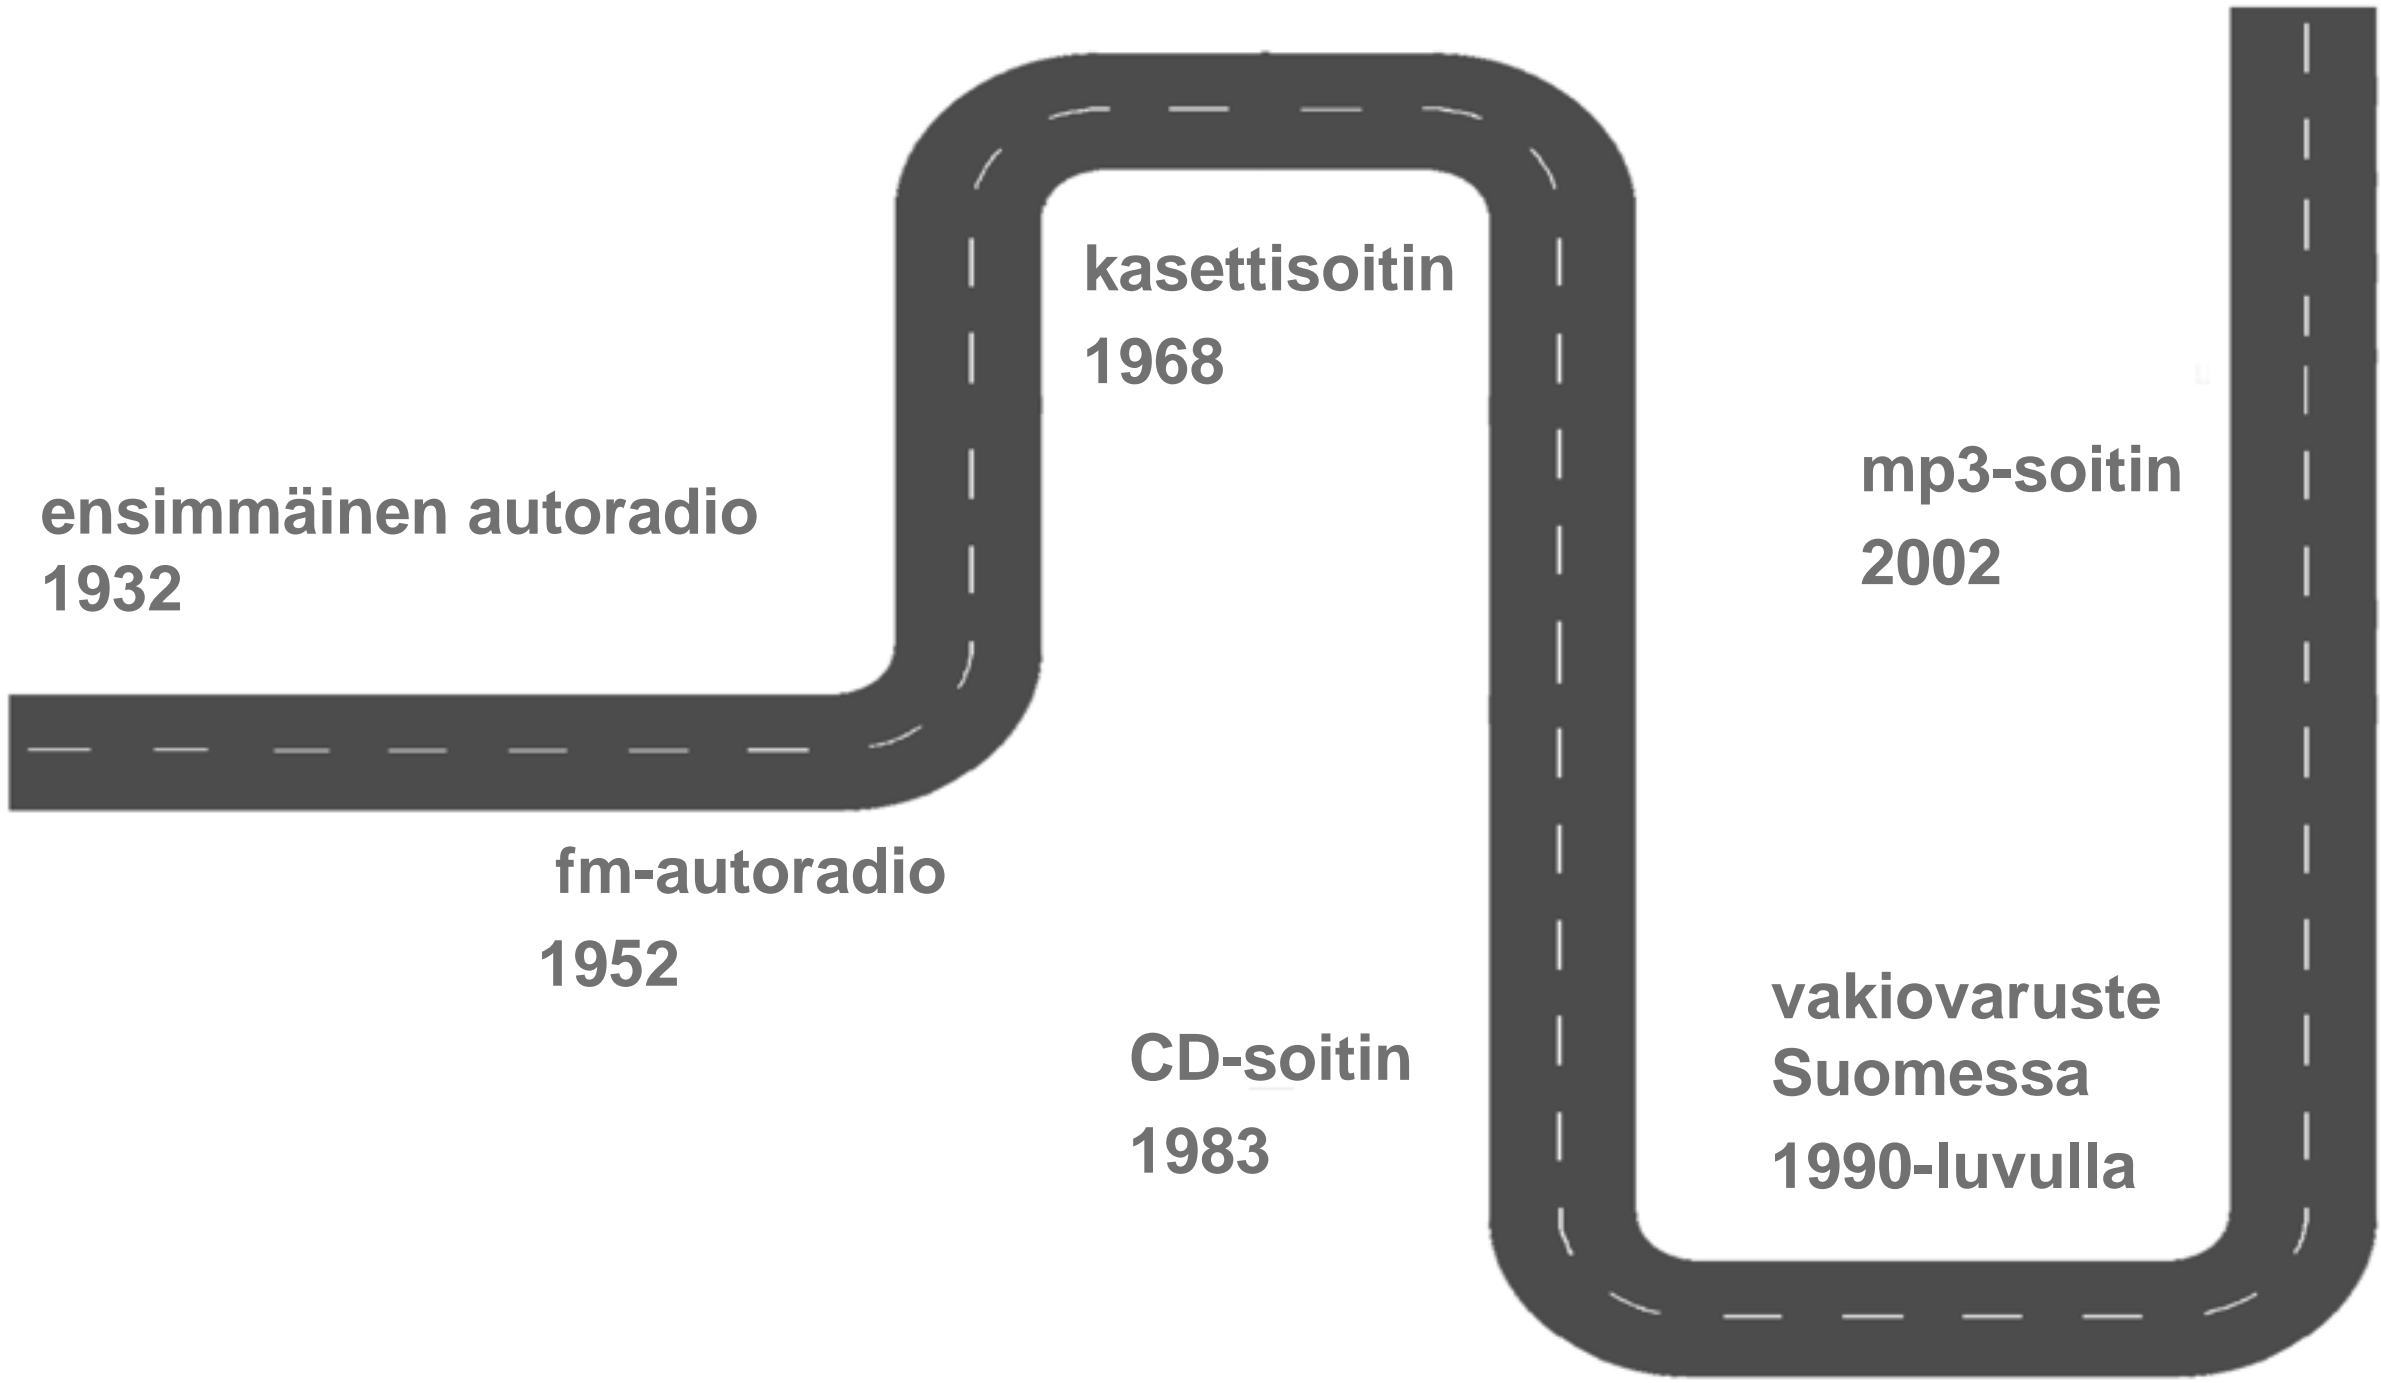 ensimmäinen autoradio
1932
fm-autoradio
1952
kasettisoitin
1968
CD-soitin
1983
vakiovaruste
Suomessa
1990-luvulla
mp3-soitin
2002